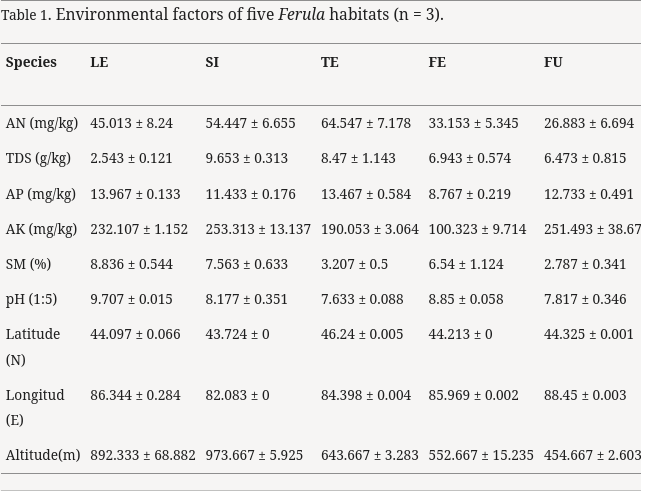 Table 1. Environmental factors of five Ferula habitats (n = 3).
Species LE SI TE FE FU
AN (mg/kg) 45.013 ± 8.24 54.447 ± 6.655 64.547 ± 7.178 33.153 ± 5.345 26.883 ± 6.694
TDS (g/kg) 2.543 ± 0.121 9.653 ± 0.313 8.47 ± 1.143 6.943 ± 0.574 6.473 ± 0.815
AP (mg/kg) 13.967 ± 0.133 11.433 ± 0.176 13.467 ± 0.584 8.767 ± 0.219 12.733 ± 0.491
AK (mg/kg) 232.107 ± 1.152 253.313 ± 13.137 190.053 ± 3.064 100.323 ± 9.714 251.493 ± 38.67
SM (%) 8.836 ± 0.544 7.563 ± 0.633 3.207 ± 0.5 6.54 ± 1.124 2.787 ± 0.341
pH (1:5) 9.707 ± 0.015 8.177 ± 0.351 7.633 ± 0.088 8.85 ± 0.058 7.817 ± 0.346
Latitude 44.097 ± 0.066 43.724 ± 0 46.24 ± 0.005 44.213 ± 0 44.325 ± 0.001
(N)
Longitud 86.344 ± 0.284 82.083 ± 0 84.398 ± 0.004 85.969 ± 0.002 88.45 ± 0.003
(E)
Altitude(m) 892.333 ± 68.882 973.667 ± 5.925 643.667 ± 3.283 552.667 ± 15.235 454.667 ± 2.603